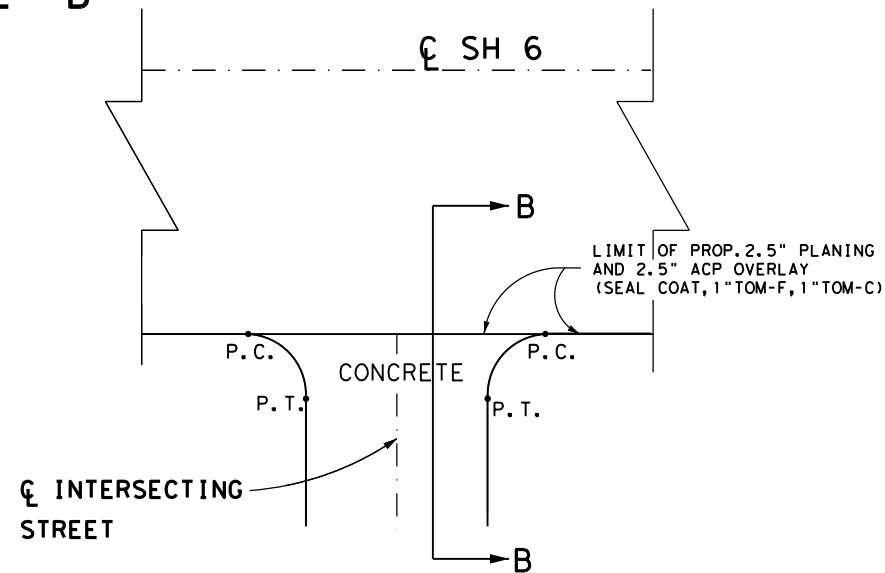 B
℄ SH 6
B
LIMIT OF PROP. 2.5" PLANING
AND 2.5" ACP OVERLAY
(SEAL COAT, 1"TOM-F, 1"TOM-C)
P.C.
P.C.
CONCRETE
P.T.
P.T.
℄ INTERSECTING
STREET
B